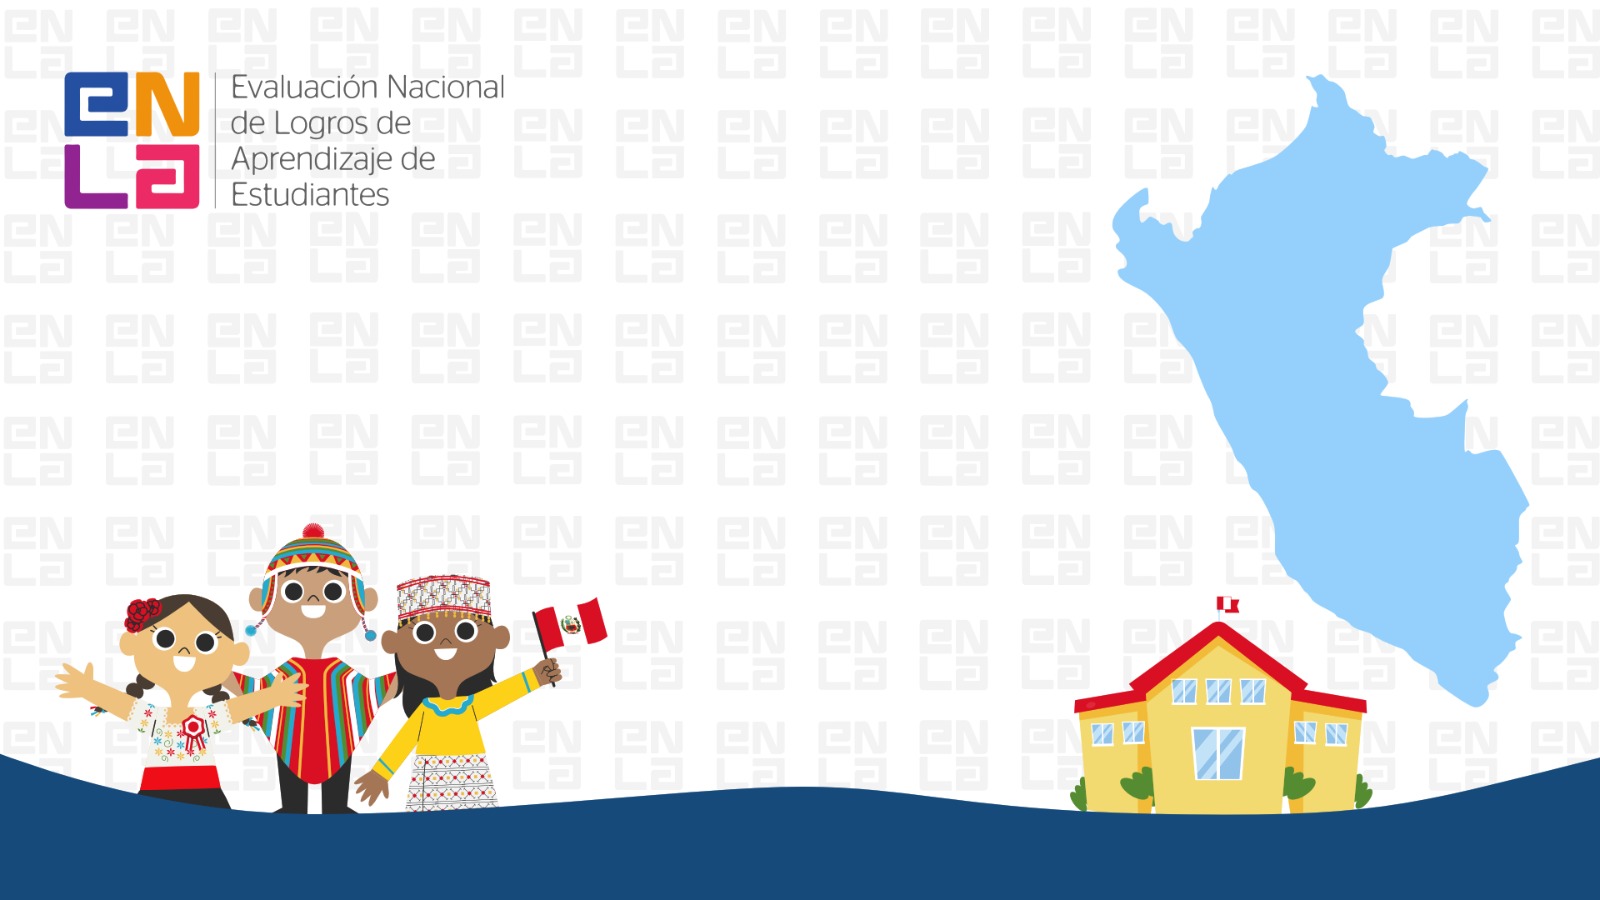 eN
La
Evaluación Nacional
de Logros de
Aprendizaje de
Estudiantes